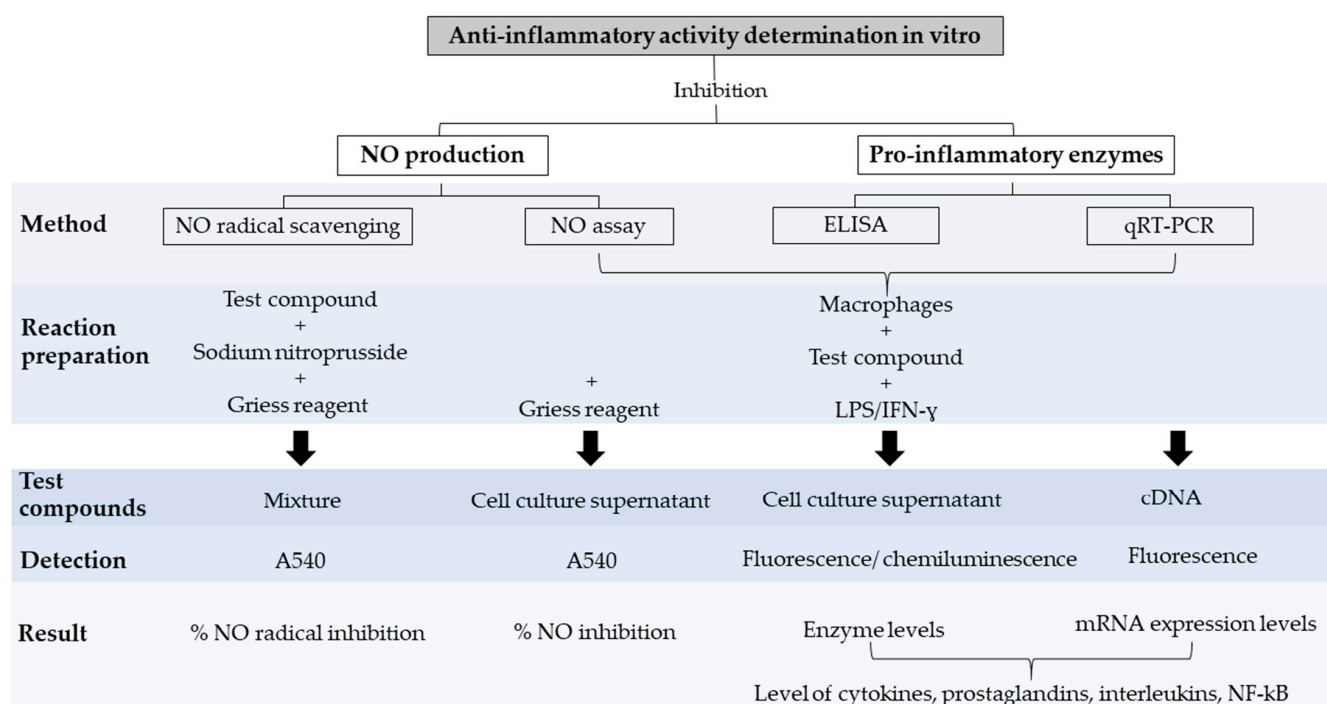 Anti-inflammatory activity determination in vitro
Inhibition
NO production
Pro-inflammatory enzymes
Method
NO radical scavenging
NO assay
ELISA
qRT-PCR
Reaction
preparation
Test compound
+
Sodium nitroprusside
+
Griess reagent
+
Griess reagent
Macrophages
+
Test compound
+
LPS/IFN-ɣ
Test
compounds
Mixture
Cell culture supernatant
Cell culture supernatant
cDNA
Detection
A540
A540
Fluorescence/ chemiluminescence
Fluorescence
Result
% NO radical inhibition
% NO inhibition
Enzyme levels
mRNA expression levels
Level of cytokines, prostaglandins, interleukins, NF-kB